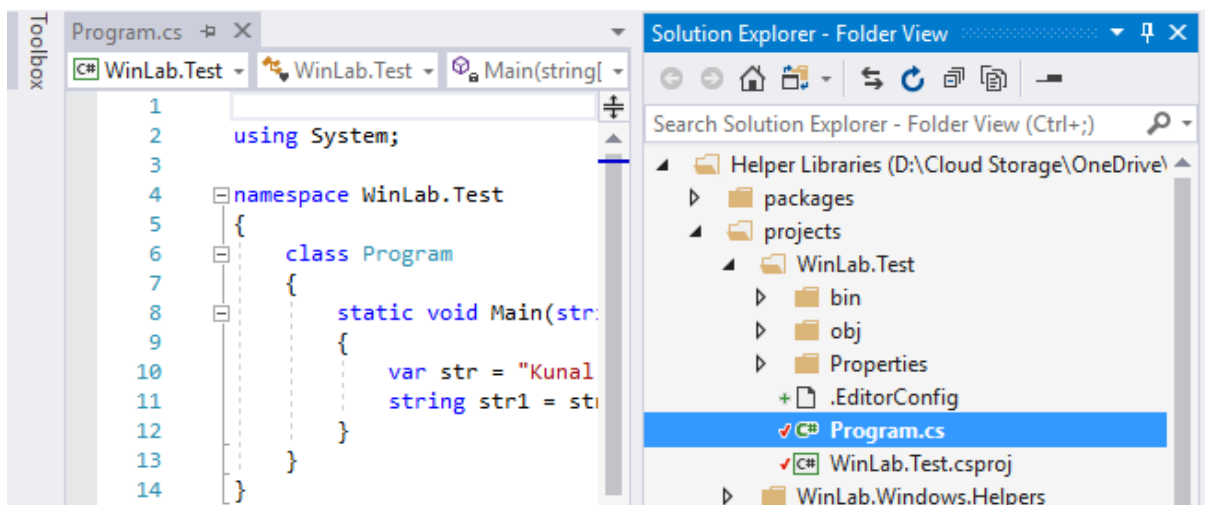 Toolbox
Program.cs
C# WinLab.Test WinLab.Test Main(string[
1
2 using System;
3
4 namespace WinLab.Test
5 {
6 class Program
7 {
8 static void Main(str
9 {
10 var str = "Kunal
11 string str1 = st
12 }
13 }
14 }
Solution Explorer - Folder View
Search Solution Explorer - Folder View (Ctrl+;)
Helper Libraries (D:\Cloud Storage\OneDrive\
packages
projects
WinLab.Test
bin
obj
Properties
+ .EditorConfig
C# Program.cs
C# WinLab.Test.csproj
WinLab.Windows.Helpers